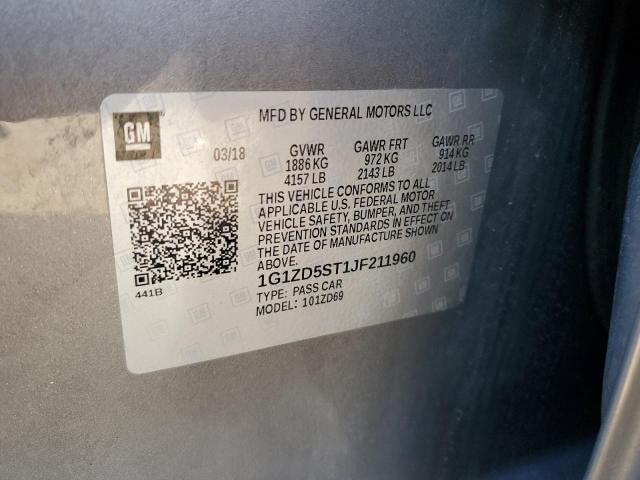 GM
MFD BY GENERAL MOTORS LLC
03/18
GVWR GAWR FRT GAWR RR
1886 KG 972 KG 914 KG
4157 LB 2143 LB 2014 LB
THIS VEHICLE CONFORMS TO ALL
APPLICABLE U.S. FEDERAL MOTOR
VEHICLE SAFETY, BUMPER, AND THEFT
PREVENTION STANDARDS IN EFFECT ON
THE DATE OF MANUFACTURE SHOWN
ABOVE.
1G1ZD5ST1JF211960
TYPE: PASS CAR
MODEL: 101ZD69
441B